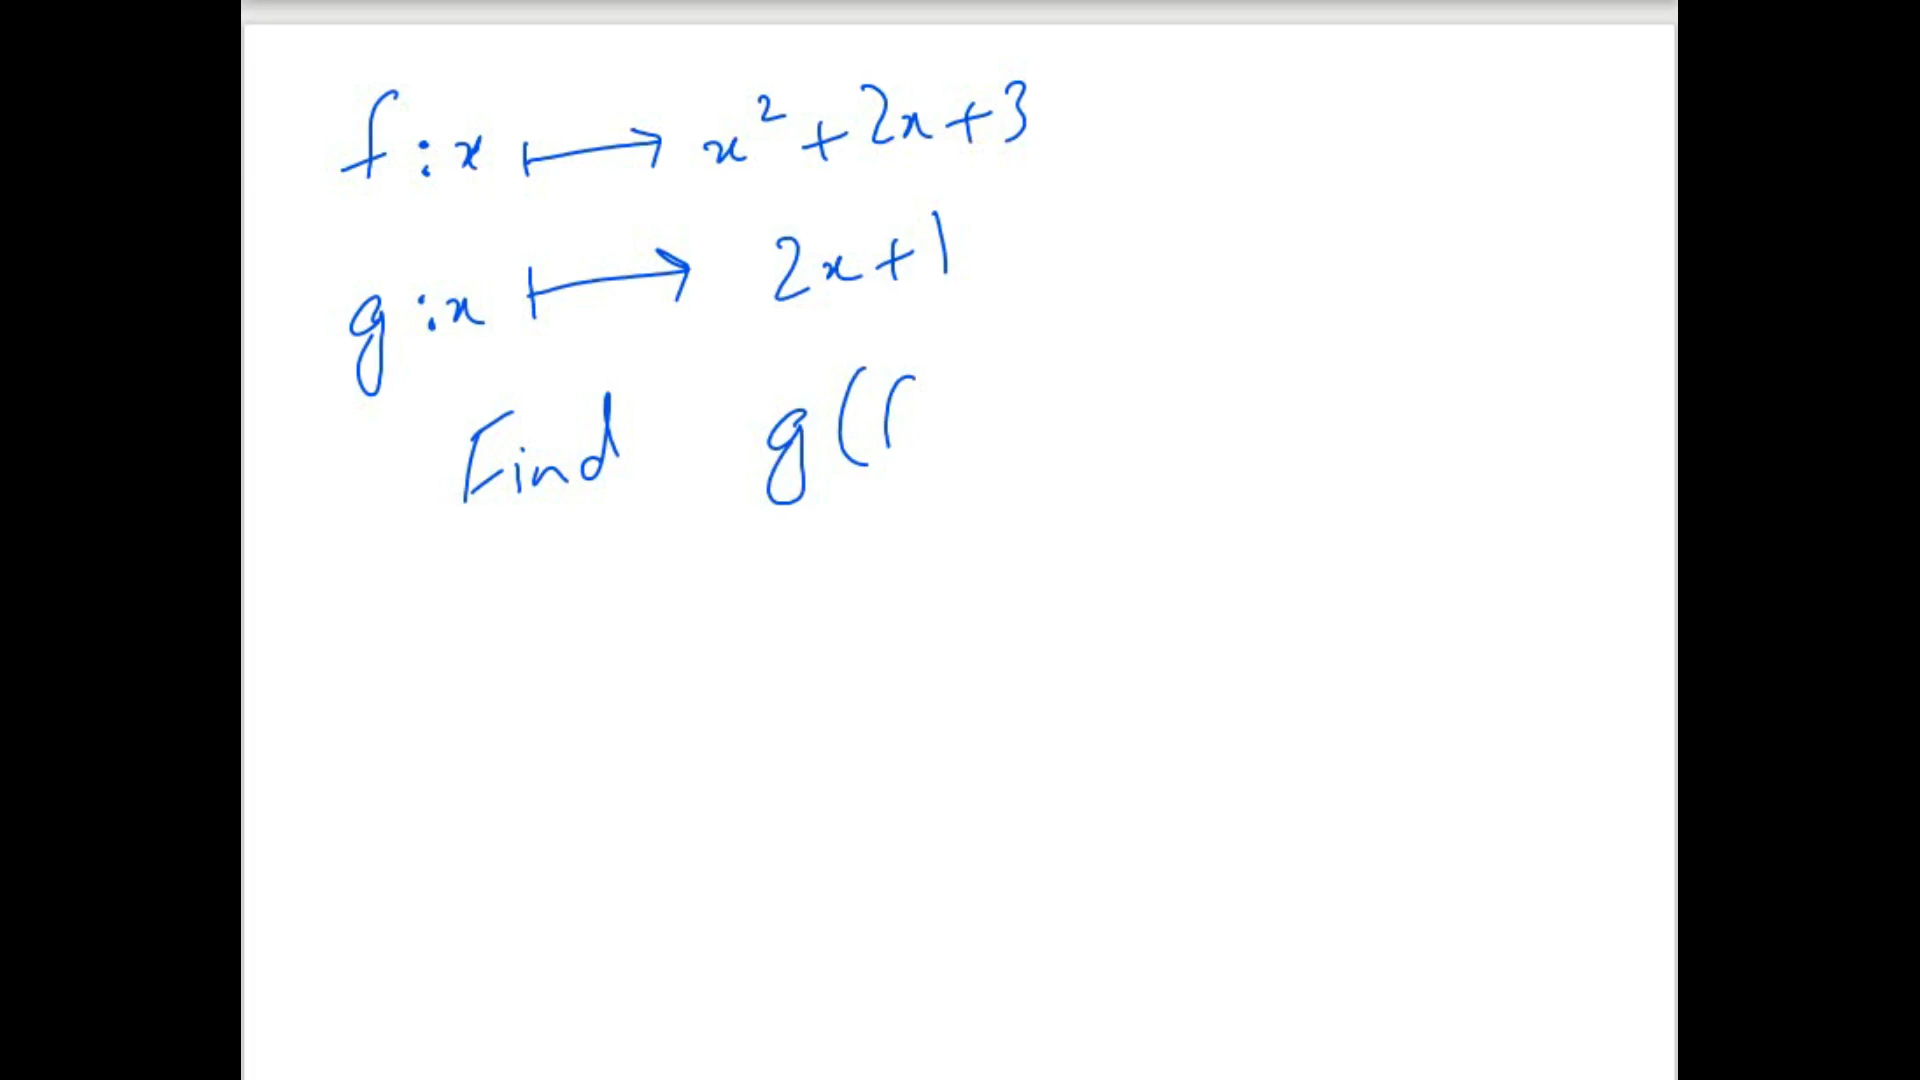 f : x ↦ x² + 2x + 3
g : x ↦ 2x + 1
Find g(